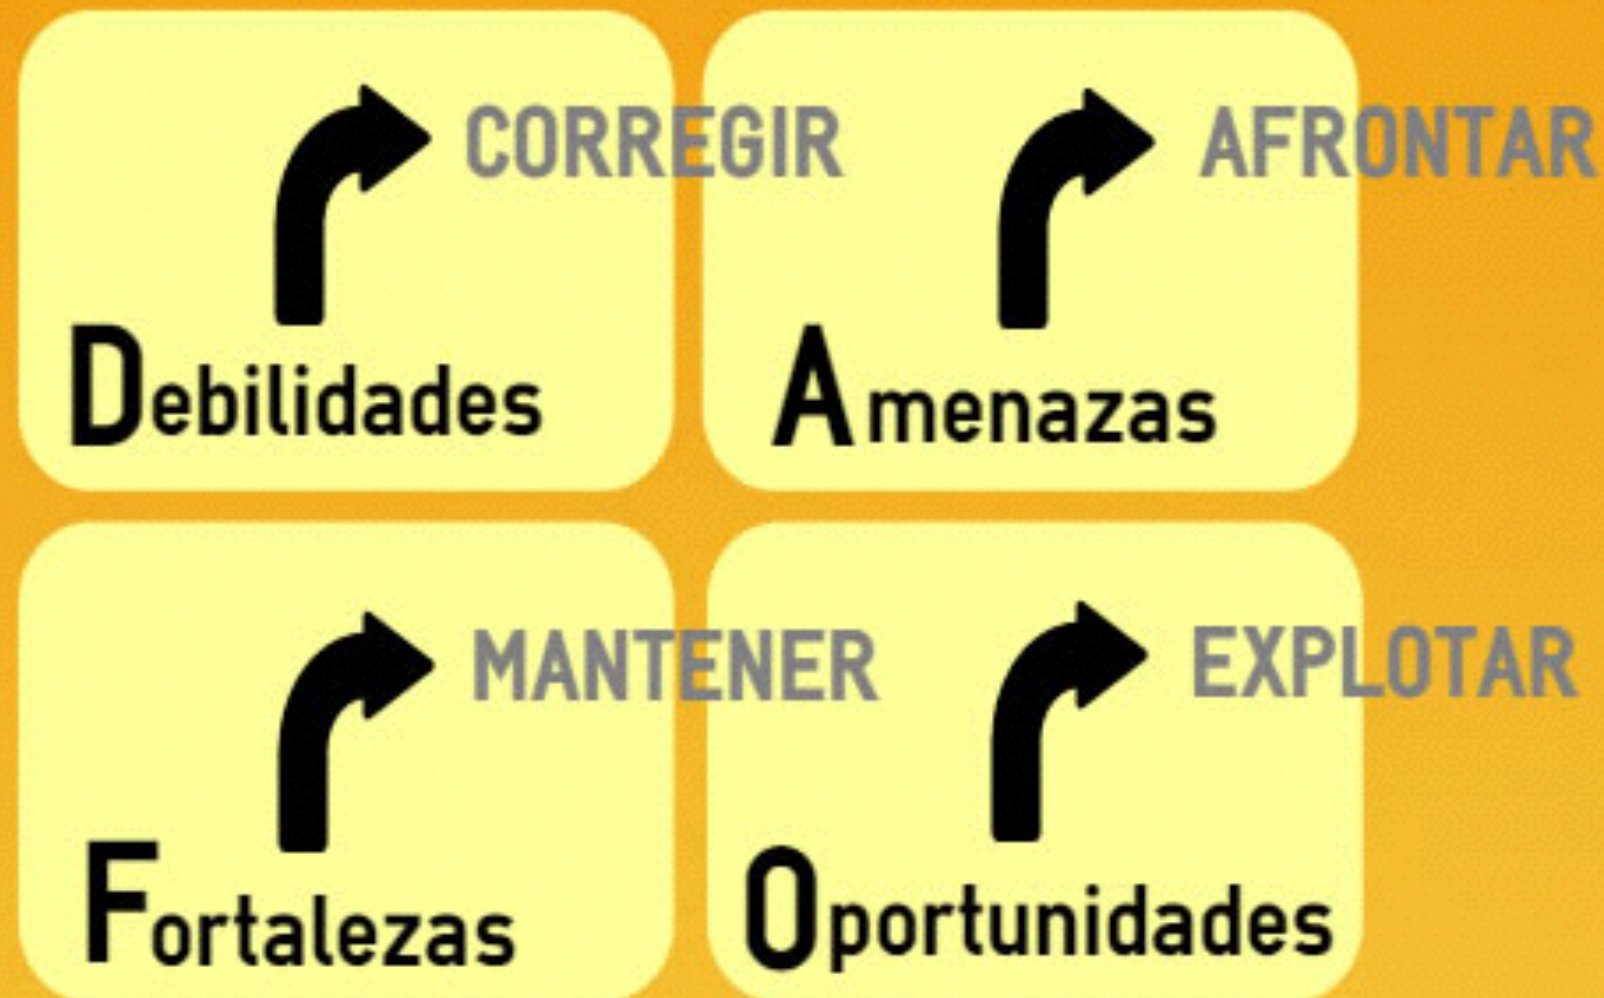 CORREGIR
Debilidades
AFRONTAR
Amenazas
MANTENER
Fortalezas
EXPLOTAR
Oportunidades